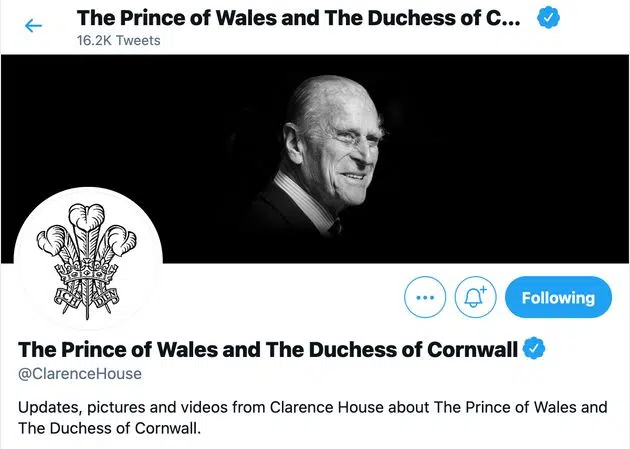 The Prince of Wales and The Duchess of C...
16.2K Tweets
Following
The Prince of Wales and The Duchess of Cornwall
@ClarenceHouse
Updates, pictures and videos from Clarence House about The Prince of Wales and
The Duchess of Cornwall.